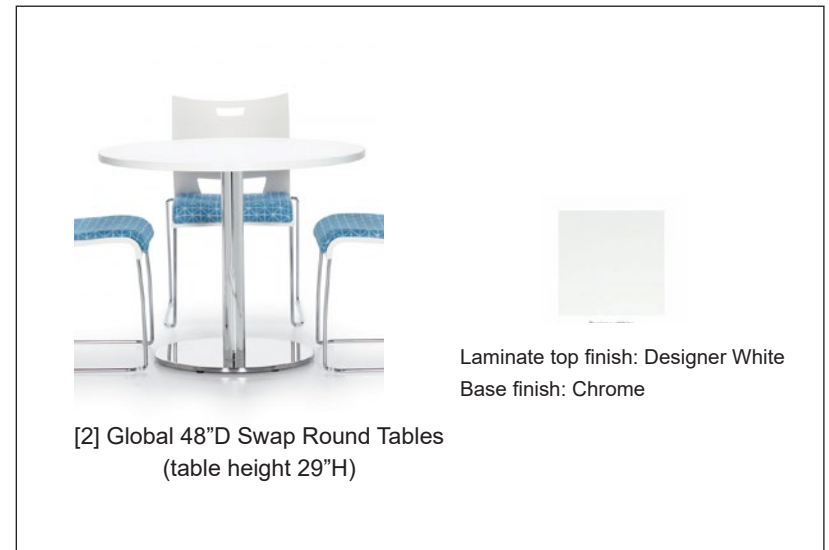 Laminate top finish: Designer White
Base finish: Chrome
[2] Global 48”D Swap Round Tables
(table height 29”H)